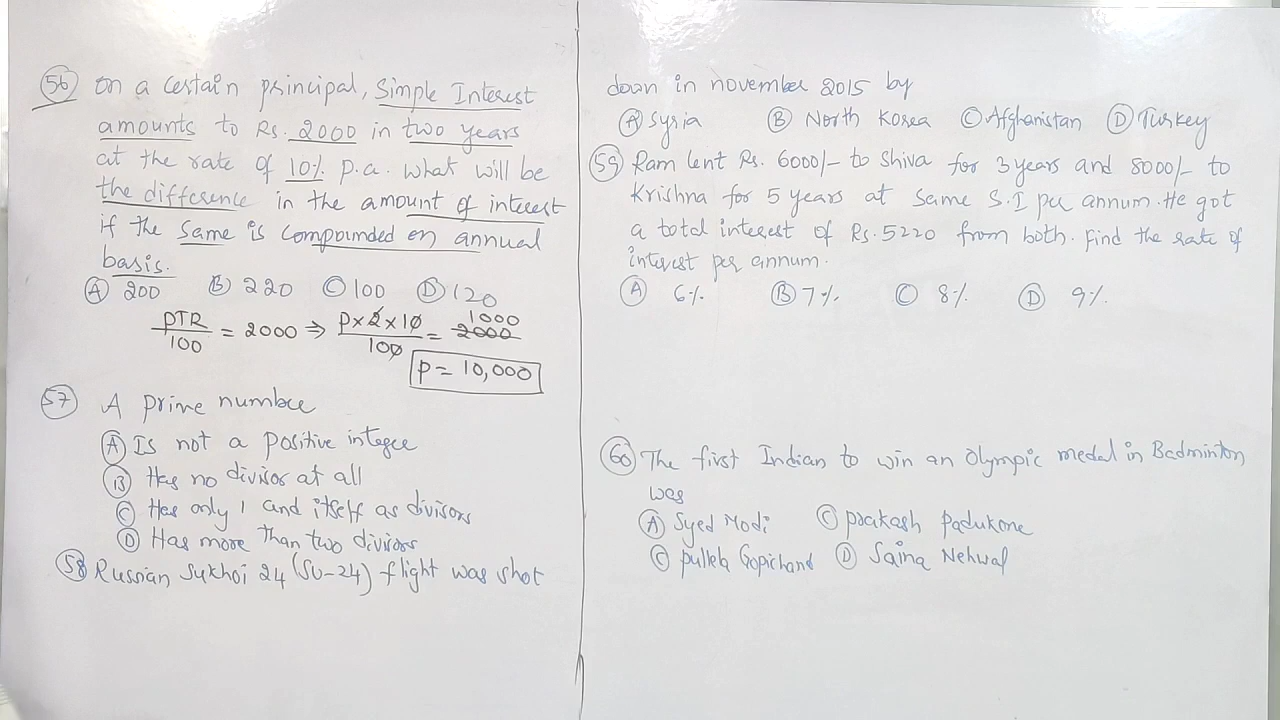 56 On a certain principal, Simple Interest
amounts to Rs. 2000 in two years
at the rate of 10% p.a. What will be
the difference in the amount of interest
if the same is compounded on annual
basis.
A 200 B 220 C 100 D 120
PTR/100 = 2000 ⇒ P×2×10/100 = 2000 1000
P = 10,000
57 A prime number
A Is not a positive integer
B Has no divisor at all
C Has only 1 and itself as divisors
D Has more than two divisors
58 Russian Sukhoi 24 (SU-24) flight was shot
down in november 2015 by
A Syria B North Korea C Afghanistan D Turkey
59 Ram lent Rs. 6000/- to Shiva for 3 years and 8000/- to
Krishna for 5 years at same S.I per annum. He got
a total interest of Rs. 5220 from both. Find the rate of
interest per annum.
A 6% B 7% C 8% D 9%
60 The first Indian to win an Olympic medal in Badminton
was
A Syed Modi C prakash padukone
C pullela Gopichand D Saina Nehwal